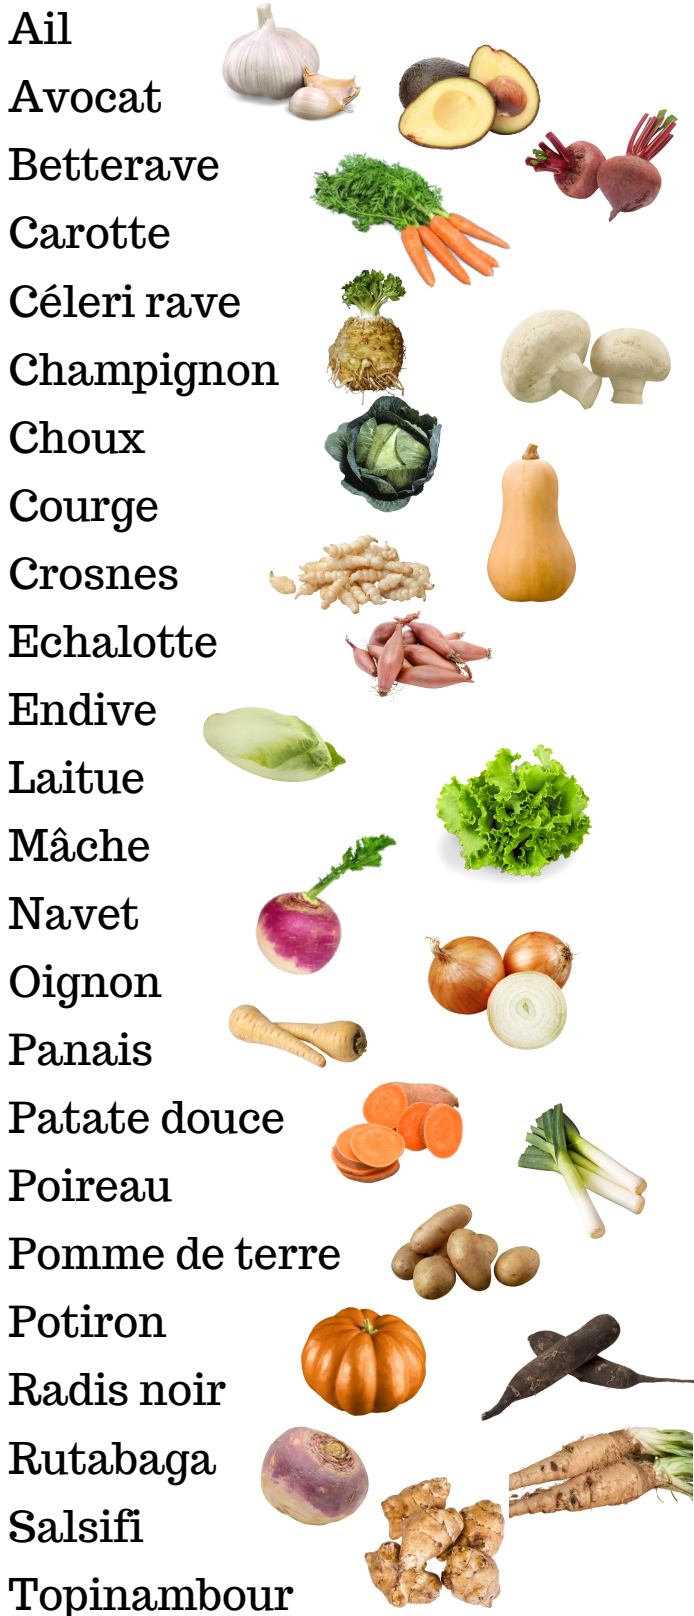 Ail
Avocat
Betterave
Carotte
Céleri rave
Champignon
Choux
Courge
Crosnes
Echalotte
Endive
Laitue
Mâche
Navet
Oignon
Panais
Patate douce
Poireau
Pomme de terre
Potiron
Radis noir
Rutabaga
Salsifi
Topinambour